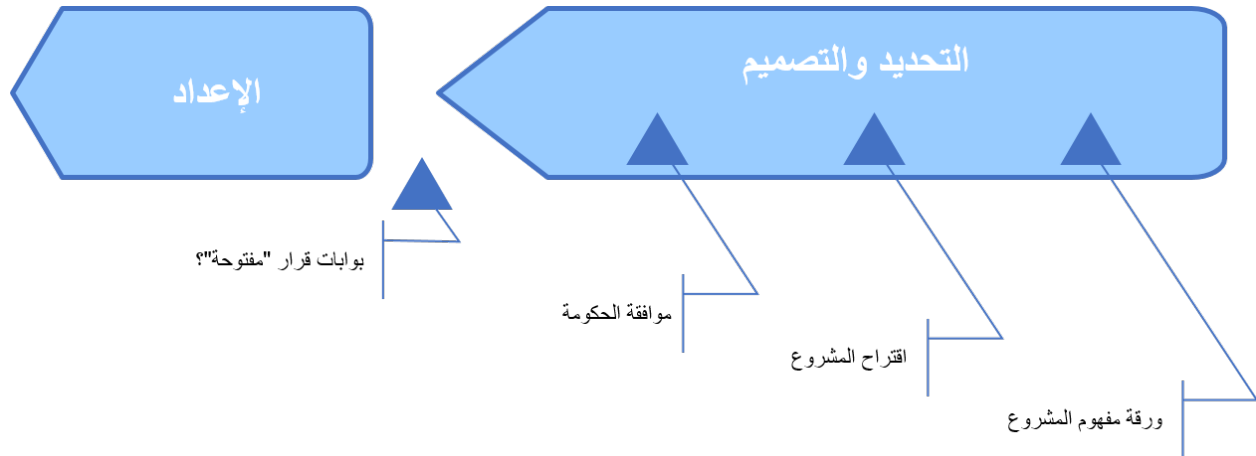 التحديد والتصميم
الإعداد
ورقة مفهوم المشروع
اقتراح المشروع
موافقة الحكومة
بوابات قرار "مفتوحة"؟